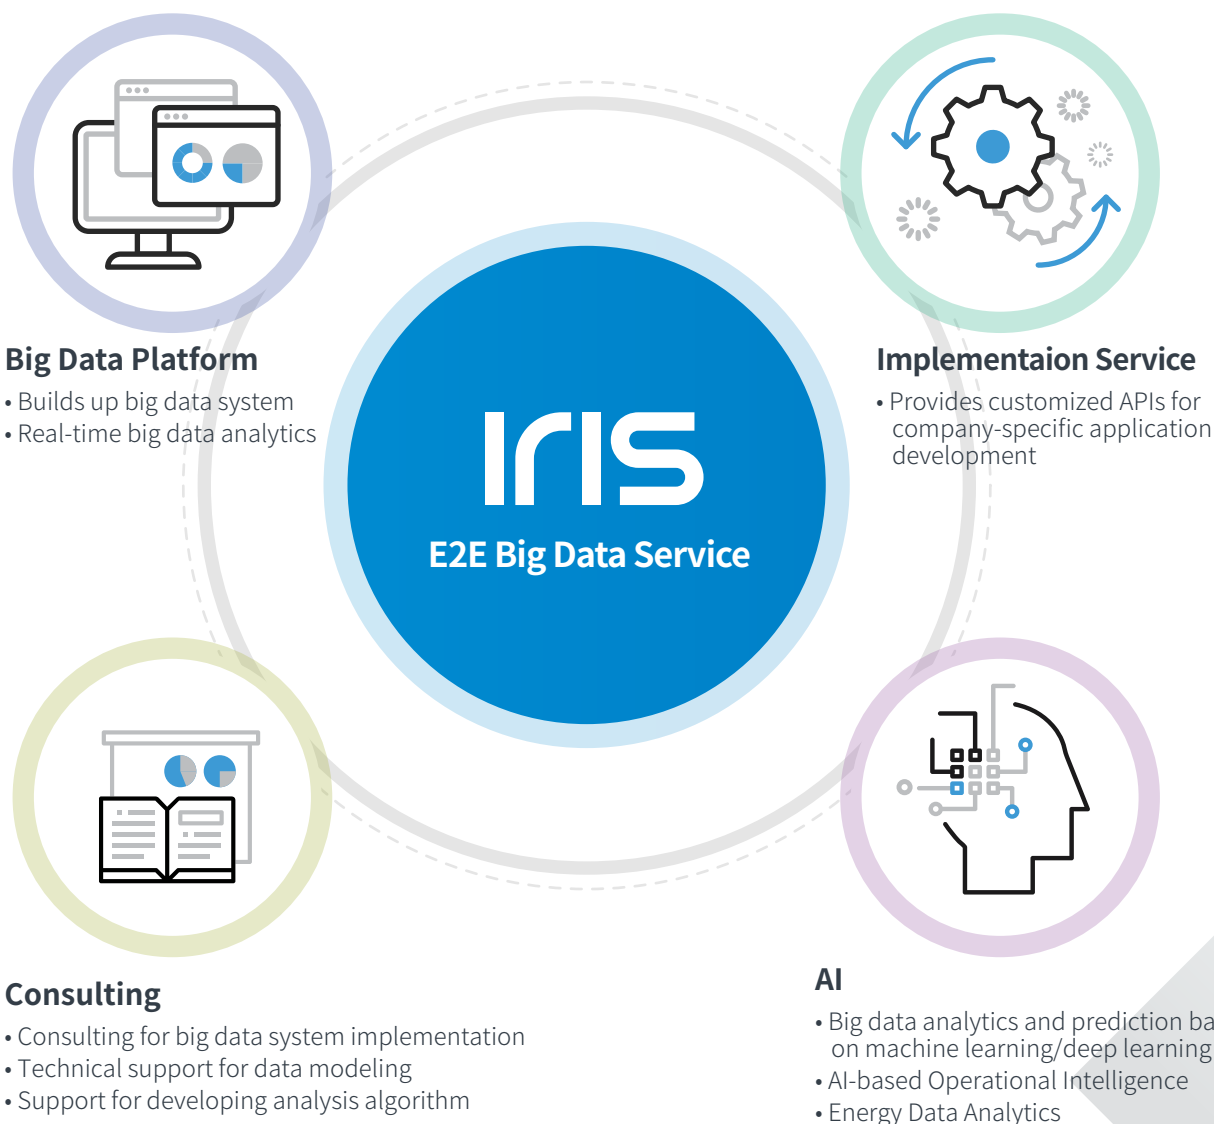 Big Data Platform
• Builds up big data system
• Real-time big data analytics
Implementaion Service
• Provides customized APIs for
company-specific application
development
IRIS
E2E Big Data Service
Consulting
• Consulting for big data system implementation
• Technical support for data modeling
• Support for developing analysis algorithm
AI
• Big data analytics and prediction ba
on machine learning/deep learning
• AI-based Operational Intelligence
• Energy Data Analytics